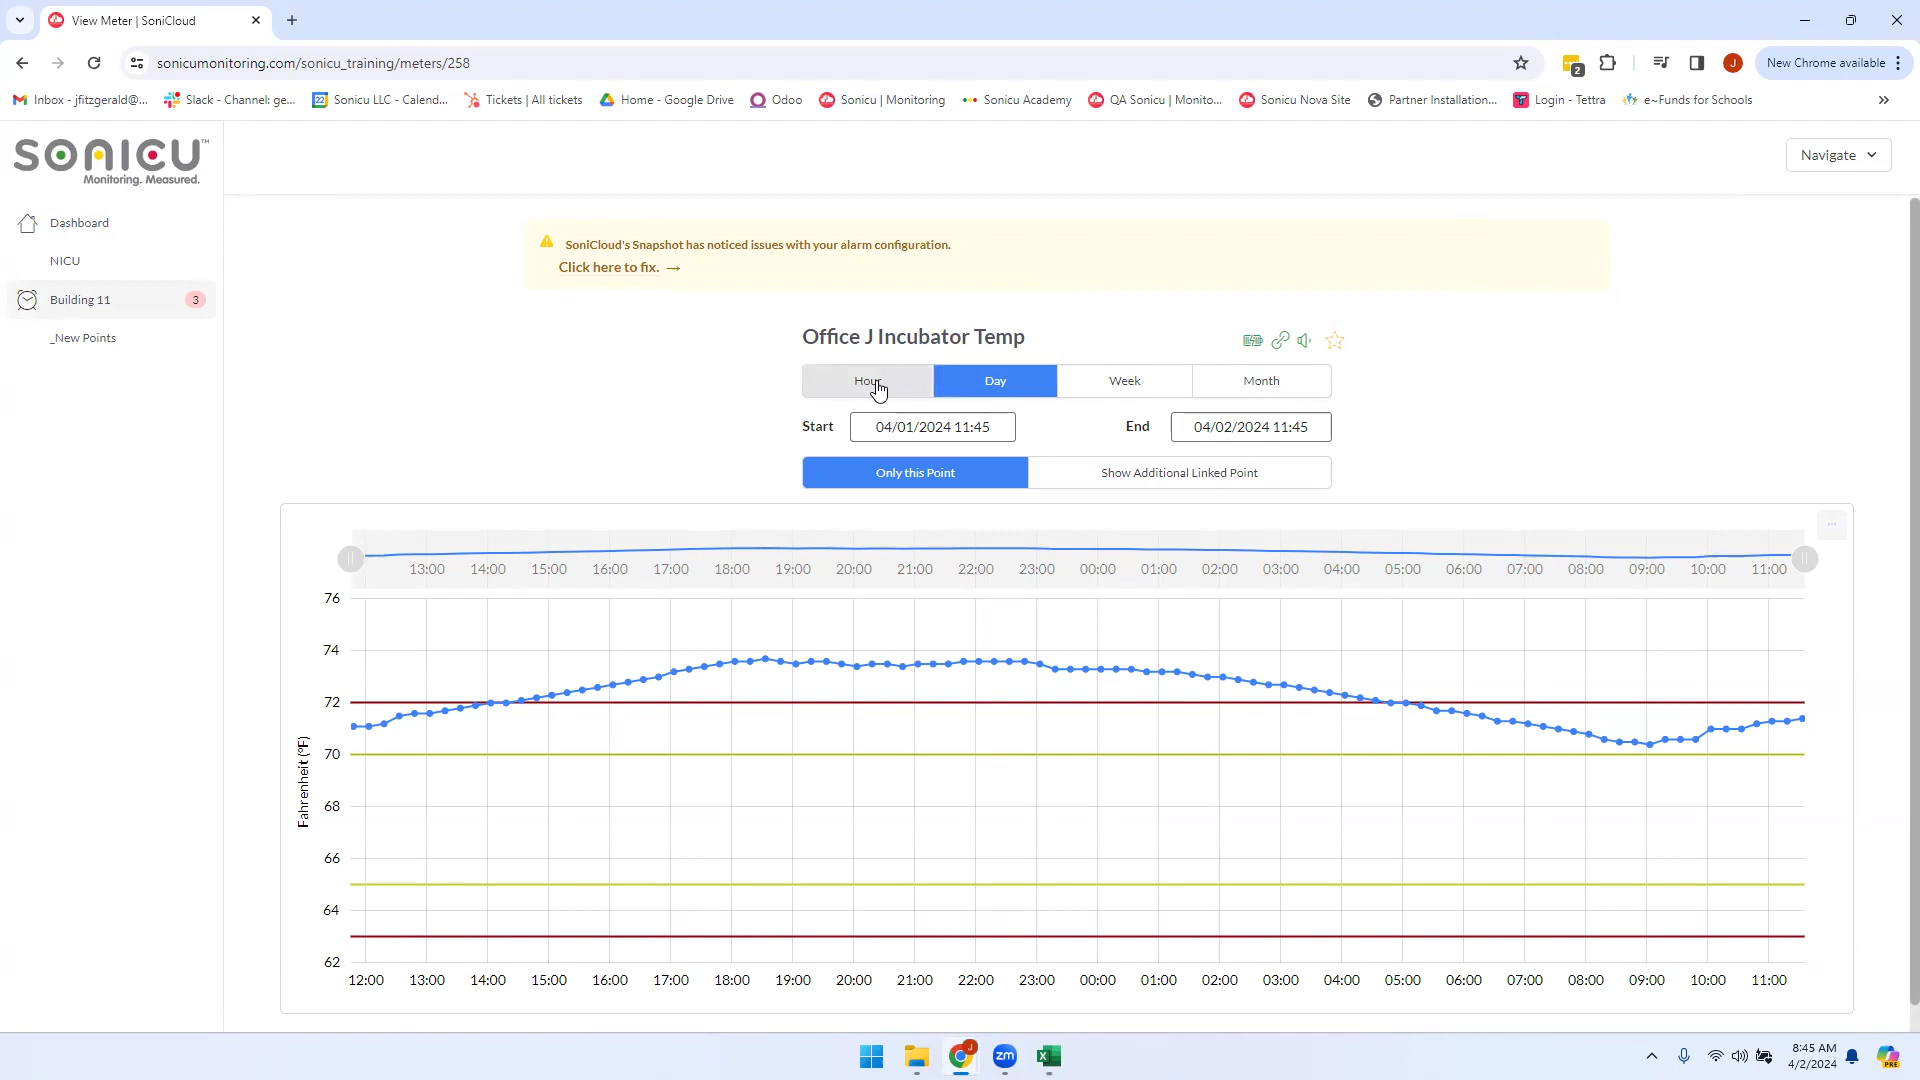 View Meter | SoniCloud
sonicumonitoring.com/sonicu_training/meters/258
2
J
New Chrome available
Inbox - jfitzgerald@...
Slack - Channel: ge...
22
Sonicu LLC - Calend...
Tickets | All tickets
Home - Google Drive
Odoo
Sonicu | Monitoring
Sonicu Academy
QA Sonicu | Monito...
Sonicu Nova Site
Partner Installation...
Login - Tettra
e~Funds for Schools
SONICU™
Monitoring. Measured.
Navigate
Dashboard
NICU
Building 11
3
_New Points
SoniCloud's Snapshot has noticed issues with your alarm configuration.
Click here to fix. →
Office J Incubator Temp
Hour
Day
Week
Month
Start
04/01/2024 11:45
End
04/02/2024 11:45
Only this Point
Show Additional Linked Point
...
13:00 14:00 15:00 16:00 17:00 18:00 19:00 20:00 21:00 22:00 23:00 00:00 01:00 02:00 03:00 04:00 05:00 06:00 07:00 08:00 09:00 10:00 11:00
76
74
72
70
68
66
64
62
Fahrenheit (°F)
12:00 13:00 14:00 15:00 16:00 17:00 18:00 19:00 20:00 21:00 22:00 23:00 00:00 01:00 02:00 03:00 04:00 05:00 06:00 07:00 08:00 09:00 10:00 11:00
J
zm
X
8:45 AM
4/2/2024
PRE